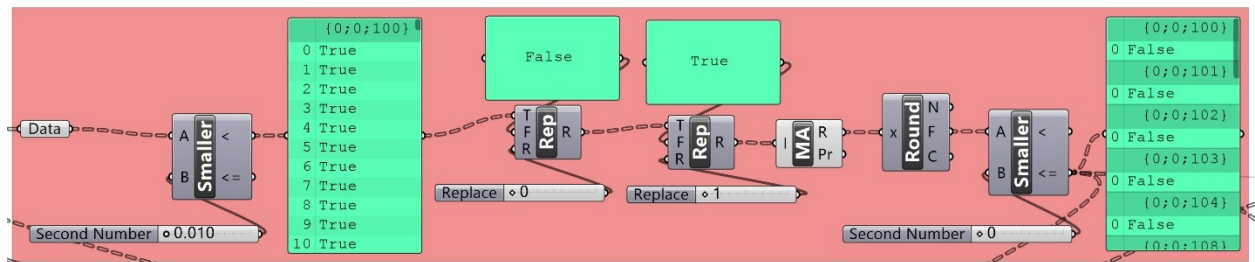 Data
A
B
Smaller
<
<=
Second Number
0.010
{0;0;100}
0 True
1 True
2 True
3 True
4 True
5 True
6 True
7 True
8 True
9 True
10 True
False
T
F
R
Rep
R
Replace
0
True
T
F
R
Rep
R
Replace
1
I
MA
R
Pr
x
Round
N
F
C
A
B
Smaller
<
<=
Second Number
0
{0;0;100}
0 False
{0;0;101}
0 False
{0;0;102}
0 False
{0;0;103}
0 False
{0;0;104}
0 False
{0;0;108}